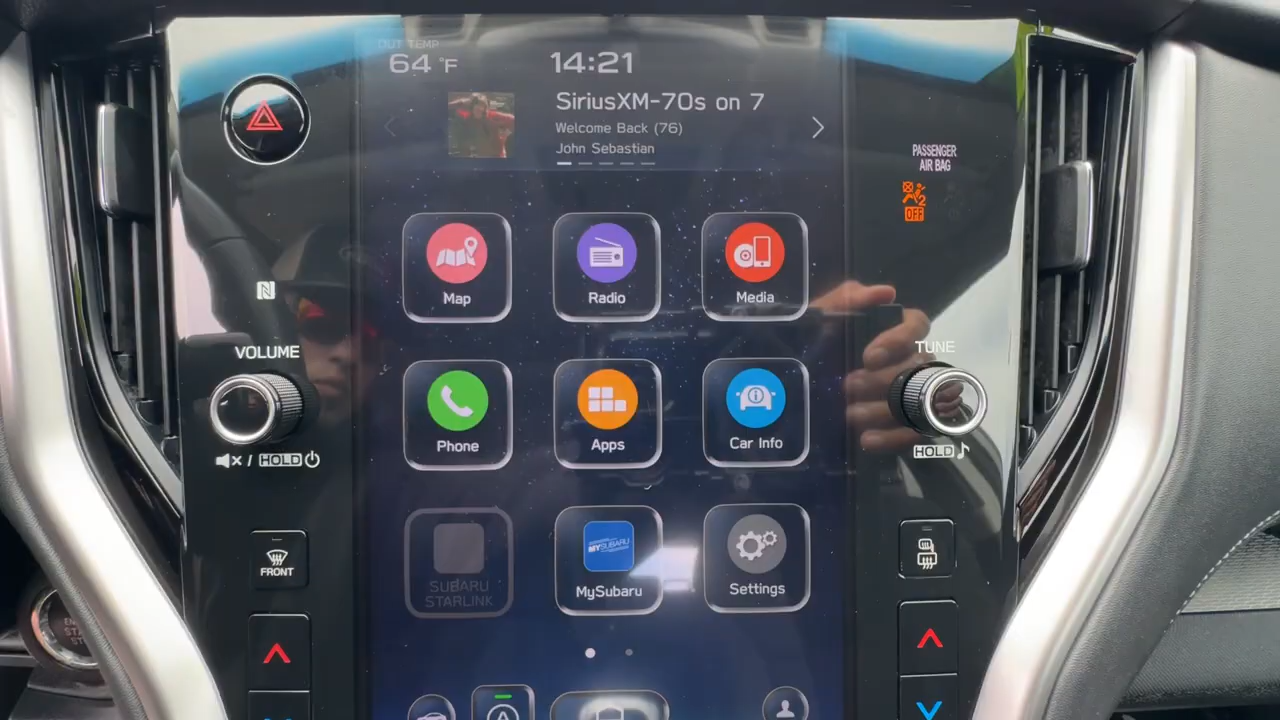 OUT TEMP
64 °F
14:21
SiriusXM-70s on 7
Welcome Back (76)
John Sebastian
PASSENGER
AIR BAG
2
OFF
Map
Radio
Media
VOLUME
TUNE
Phone
Apps
Car Info
/ HOLD
HOLD
FRONT
SUBARU
STARLINK
MYSUBARU
MySubaru
Settings
A